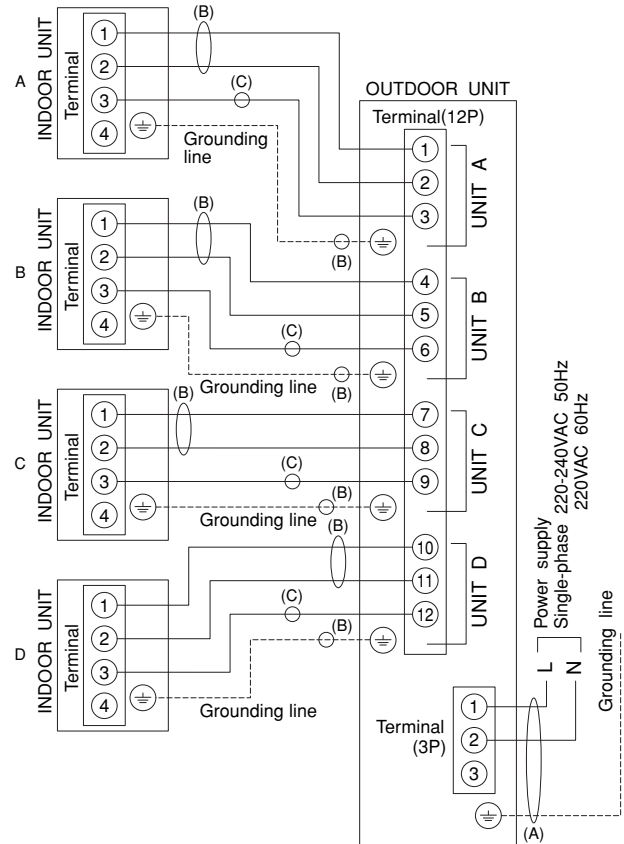 A
INDOOR UNIT
Terminal
1
2
3
4
(B)
(C)
Grounding
line
(B)
B
INDOOR UNIT
Terminal
1
2
3
4
(B)
(C)
Grounding line
(B)
C
INDOOR UNIT
Terminal
1
2
3
4
(B)
(C)
Grounding line
(B)
D
INDOOR UNIT
Terminal
1
2
3
4
(B)
(C)
Grounding line
(B)
OUTDOOR UNIT
Terminal(12P)
1
2
3
UNIT A
4
5
6
UNIT B
7
8
9
UNIT C
10
11
12
UNIT D
Power supply
Single-phase 220-240VAC 50Hz
220VAC 60Hz
L
N
Grounding line
Terminal
(3P)
1
2
3
(A)